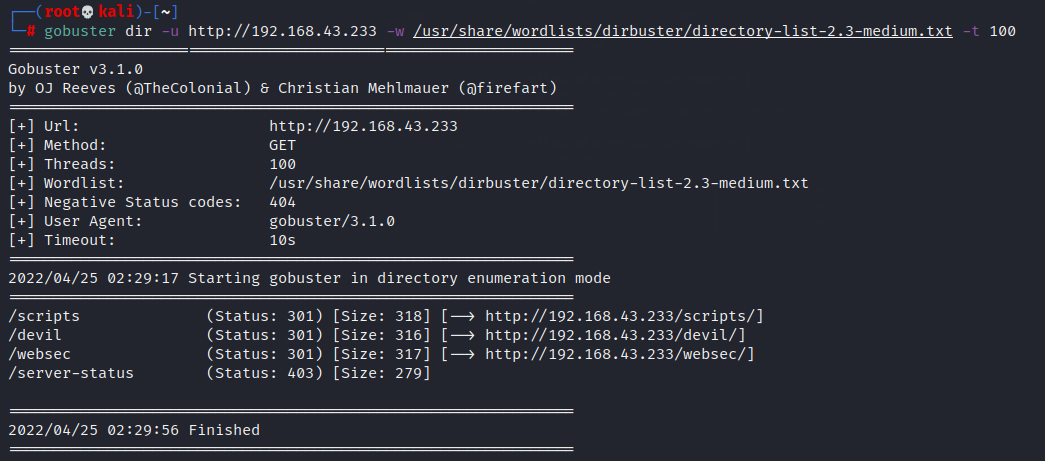 ┌──(root💀kali)-[~]
└─# gobuster dir -u http://192.168.43.233 -w /usr/share/wordlists/dirbuster/directory-list-2.3-medium.txt -t 100
===============================================================
Gobuster v3.1.0
by OJ Reeves (@TheColonial) & Christian Mehlmauer (@firefart)
===============================================================
[+] Url:                     http://192.168.43.233
[+] Method:                  GET
[+] Threads:                 100
[+] Wordlist:                /usr/share/wordlists/dirbuster/directory-list-2.3-medium.txt
[+] Negative Status codes:   404
[+] User Agent:              gobuster/3.1.0
[+] Timeout:                 10s
===============================================================
2022/04/25 02:29:17 Starting gobuster in directory enumeration mode
===============================================================
/scripts              (Status: 301) [Size: 318] [--> http://192.168.43.233/scripts/]
/devil                (Status: 301) [Size: 316] [--> http://192.168.43.233/devil/]
/websec               (Status: 301) [Size: 317] [--> http://192.168.43.233/websec/]
/server-status        (Status: 403) [Size: 279]
===============================================================
2022/04/25 02:29:56 Finished
===============================================================